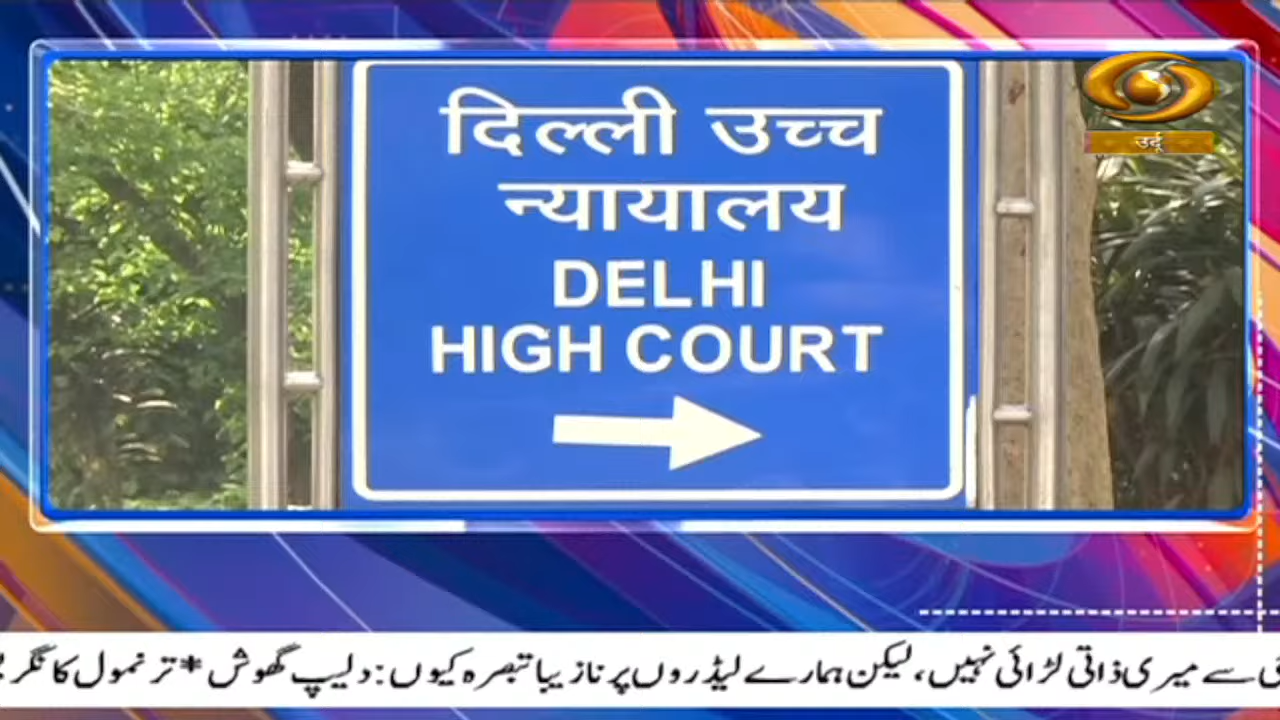 दिल्ली उच्च
न्यायालय
DELHI
HIGH COURT
उर्दू
سے میری ذاتی لڑائی نہیں، لیکن ہمارے لیڈروں پر نازیبا تبصرہ کیوں: دلیپ گھوش * ترنمول کانگر